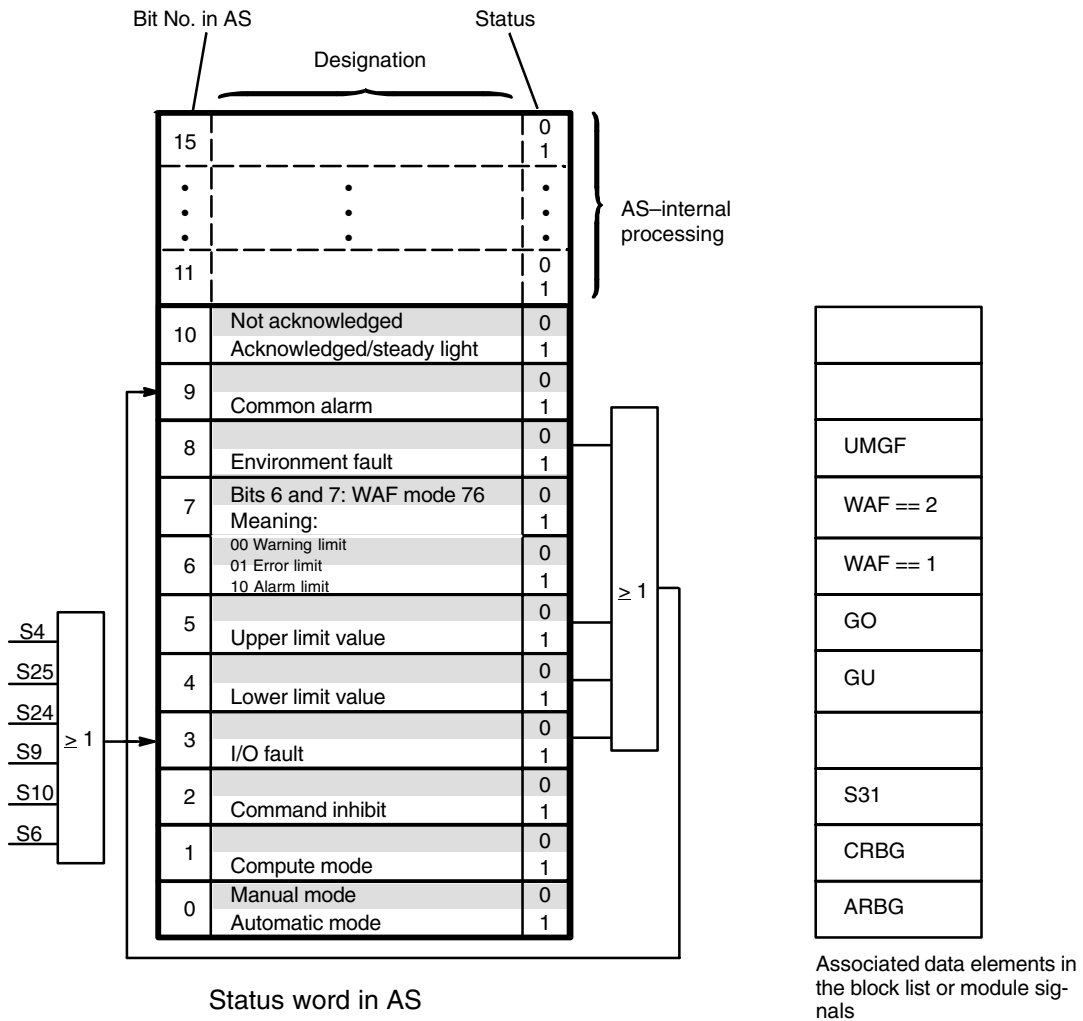 Bit No. in AS
Status
Designation
15
0
1
11
0
1
AS–internal
processing
10
Not acknowledged
0
Acknowledged/steady light
1
9
0
Common alarm
1
8
0
Environment fault
1
7
Bits 6 and 7: WAF mode 76
0
Meaning:
1
6
00 Warning limit
0
01 Error limit
10 Alarm limit
1
5
0
Upper limit value
1
4
0
Lower limit value
1
3
0
I/O fault
1
2
0
Command inhibit
1
1
0
Compute mode
1
0
Manual mode
0
Automatic mode
1
S4
S25
S24
S9
S10
S6
≥ 1
≥ 1
UMGF
WAF == 2
WAF == 1
GO
GU
S31
CRBG
ARBG
Status word in AS
Associated data elements in
the block list or module sig-
nals